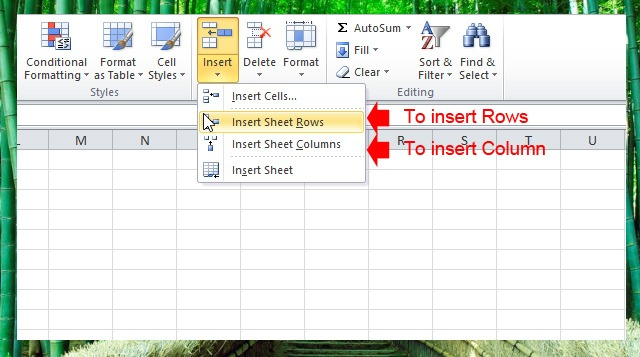 Conditional Formatting
Format as Table
Cell Styles
Styles
Insert
Delete
Format
AutoSum
Fill
Clear
Sort & Filter
Find & Select
Editing
Insert Cells...
Insert Sheet Rows
To insert Rows
Insert Sheet Columns
To insert Column
Insert Sheet
M N R S T U